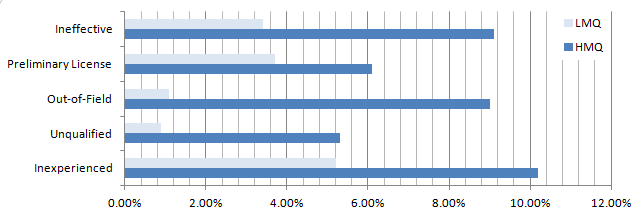 Ineffective
Preliminary License
Out-of-Field
Unqualified
Inexperienced
LMQ
HMQ
0.00% 2.00% 4.00% 6.00% 8.00% 10.00% 12.00%